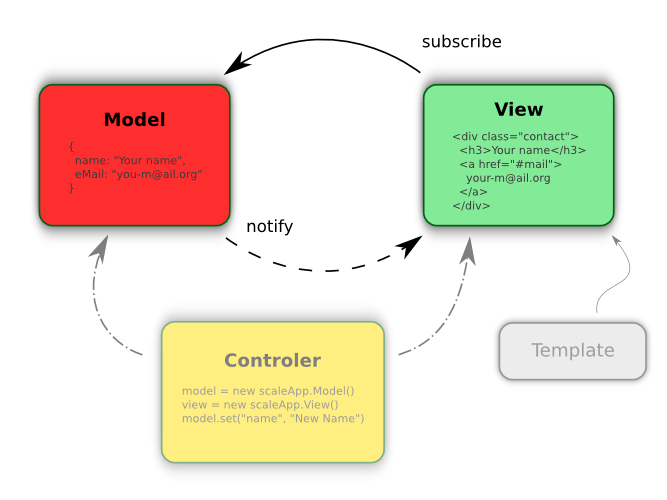 subscribe
Model
{
name: "Your name",
eMail: "you-m@ail.org"
}
View
<div class="contact">
<h3>Your name</h3>
<a href="#mail">
your-m@ail.org
</a>
</div>
notify
Controler
model = new scaleApp.Model()
view = new scaleApp.View()
model.set("name", "New Name")
Template